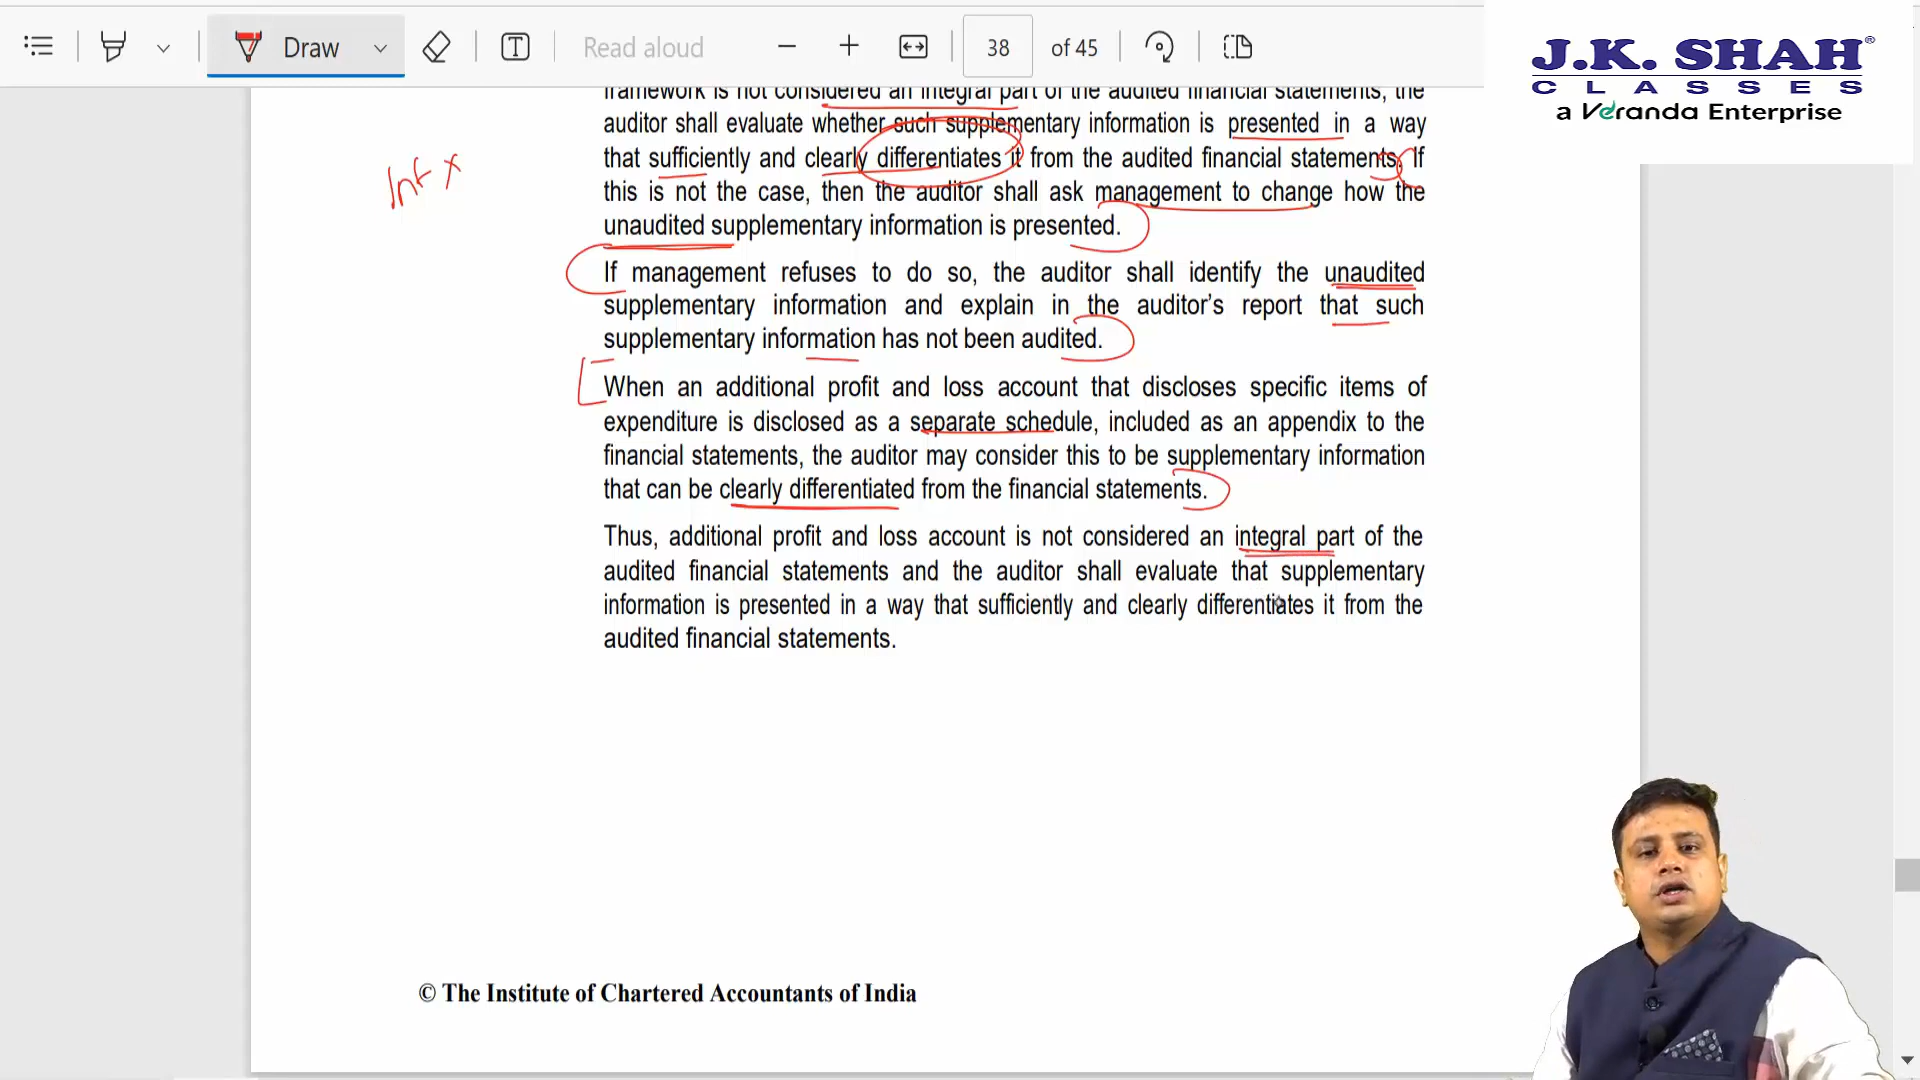 Draw
Read aloud
38
of 45
J.K. SHAH®
CLASSES
a Veranda Enterprise
framework is not considered an integral part of the audited financial statements, the
auditor shall evaluate whether such supplementary information is presented in a way
that sufficiently and clearly differentiates it from the audited financial statements. If
this is not the case, then the auditor shall ask management to change how the
unaudited supplementary information is presented.
Int X
If management refuses to do so, the auditor shall identify the unaudited
supplementary information and explain in the auditor’s report that such
supplementary information has not been audited.
When an additional profit and loss account that discloses specific items of
expenditure is disclosed as a separate schedule, included as an appendix to the
financial statements, the auditor may consider this to be supplementary information
that can be clearly differentiated from the financial statements.
Thus, additional profit and loss account is not considered an integral part of the
audited financial statements and the auditor shall evaluate that supplementary
information is presented in a way that sufficiently and clearly differentiates it from the
audited financial statements.
© The Institute of Chartered Accountants of India